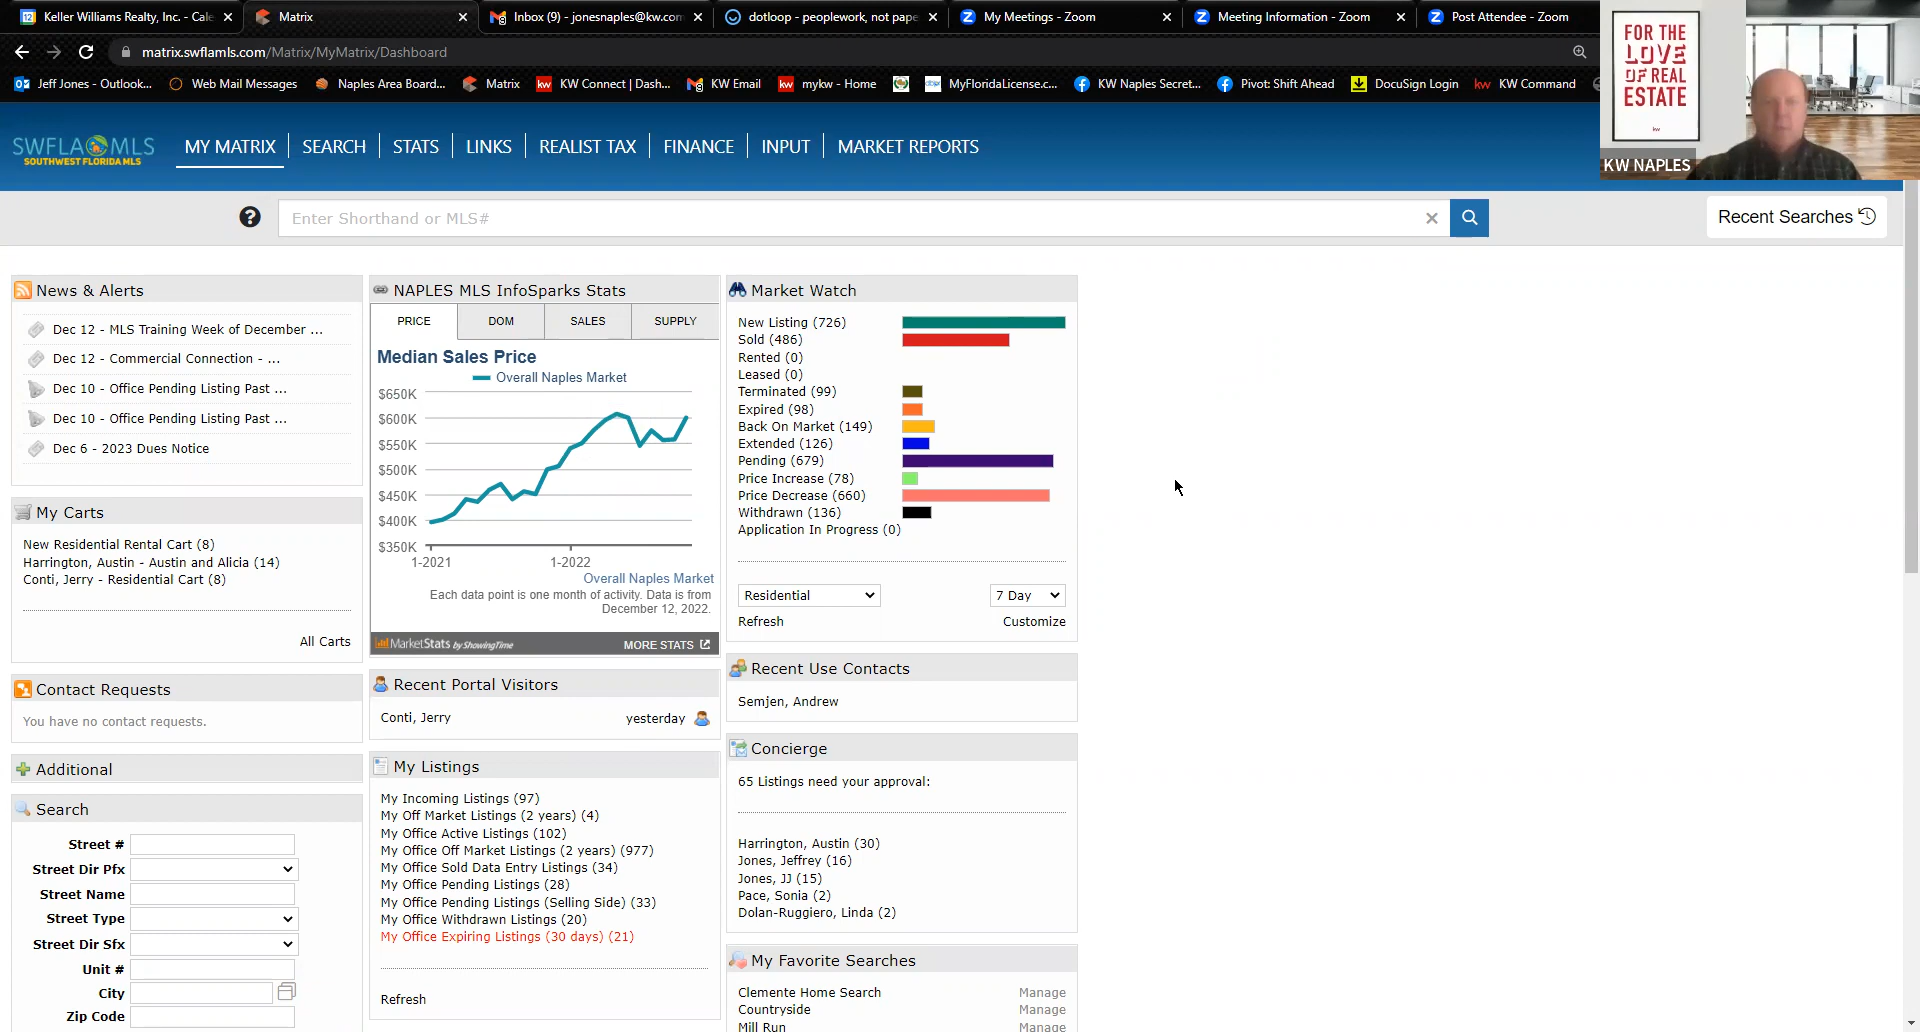 Keller Williams Realty, Inc. - Cale
Matrix
Inbox (9) - jonesnaples@kw.com
dotloop - peoplework, not pape
My Meetings - Zoom
Meeting Information - Zoom
Post Attendee - Zoom
matrix.swflamls.com/Matrix/MyMatrix/Dashboard
Jeff Jones - Outlook...
Web Mail Messages
Naples Area Board...
Matrix
KW Connect | Dash...
KW Email
mykw - Home
MyFloridaLicense.c...
KW Naples Secret...
Pivot: Shift Ahead
DocuSign Login
KW Command
FOR THE
LOVE
OF REAL
ESTATE
kw
KW NAPLES
SWFLA MLS
SOUTHWEST FLORIDA MLS
MY MATRIX
SEARCH
STATS
LINKS
REALIST TAX
FINANCE
INPUT
MARKET REPORTS
Enter Shorthand or MLS#
Recent Searches
News & Alerts
Dec 12 - MLS Training Week of December ...
Dec 12 - Commercial Connection - ...
Dec 10 - Office Pending Listing Past ...
Dec 10 - Office Pending Listing Past ...
Dec 6 - 2023 Dues Notice
My Carts
New Residential Rental Cart (8)
Harrington, Austin - Austin and Alicia (14)
Conti, Jerry - Residential Cart (8)
All Carts
Contact Requests
You have no contact requests.
Additional
Search
Street #
Street Dir Pfx
Street Name
Street Type
Street Dir Sfx
Unit #
City
Zip Code
NAPLES MLS InfoSparks Stats
PRICE
DOM
SALES
SUPPLY
Median Sales Price
Overall Naples Market
$650K
$600K
$550K
$500K
$450K
$400K
$350K
1-2021
1-2022
Overall Naples Market
Each data point is one month of activity. Data is from
December 12, 2022.
MarketStats by ShowingTime
MORE STATS
Recent Portal Visitors
Conti, Jerry
yesterday
My Listings
My Incoming Listings (97)
My Off Market Listings (2 years) (4)
My Office Active Listings (102)
My Office Off Market Listings (2 years) (977)
My Office Sold Data Entry Listings (34)
My Office Pending Listings (28)
My Office Pending Listings (Selling Side) (33)
My Office Withdrawn Listings (20)
My Office Expiring Listings (30 days) (21)
Refresh
Market Watch
New Listing (726)
Sold (486)
Rented (0)
Leased (0)
Terminated (99)
Expired (98)
Back On Market (149)
Extended (126)
Pending (679)
Price Increase (78)
Price Decrease (660)
Withdrawn (136)
Application In Progress (0)
Residential
7 Day
Refresh
Customize
Recent Use Contacts
Semjen, Andrew
Concierge
65 Listings need your approval:
Harrington, Austin (30)
Jones, Jeffrey (16)
Jones, JJ (15)
Pace, Sonia (2)
Dolan-Ruggiero, Linda (2)
My Favorite Searches
Clemente Home Search
Manage
Countryside
Manage
Mill Run
Manage